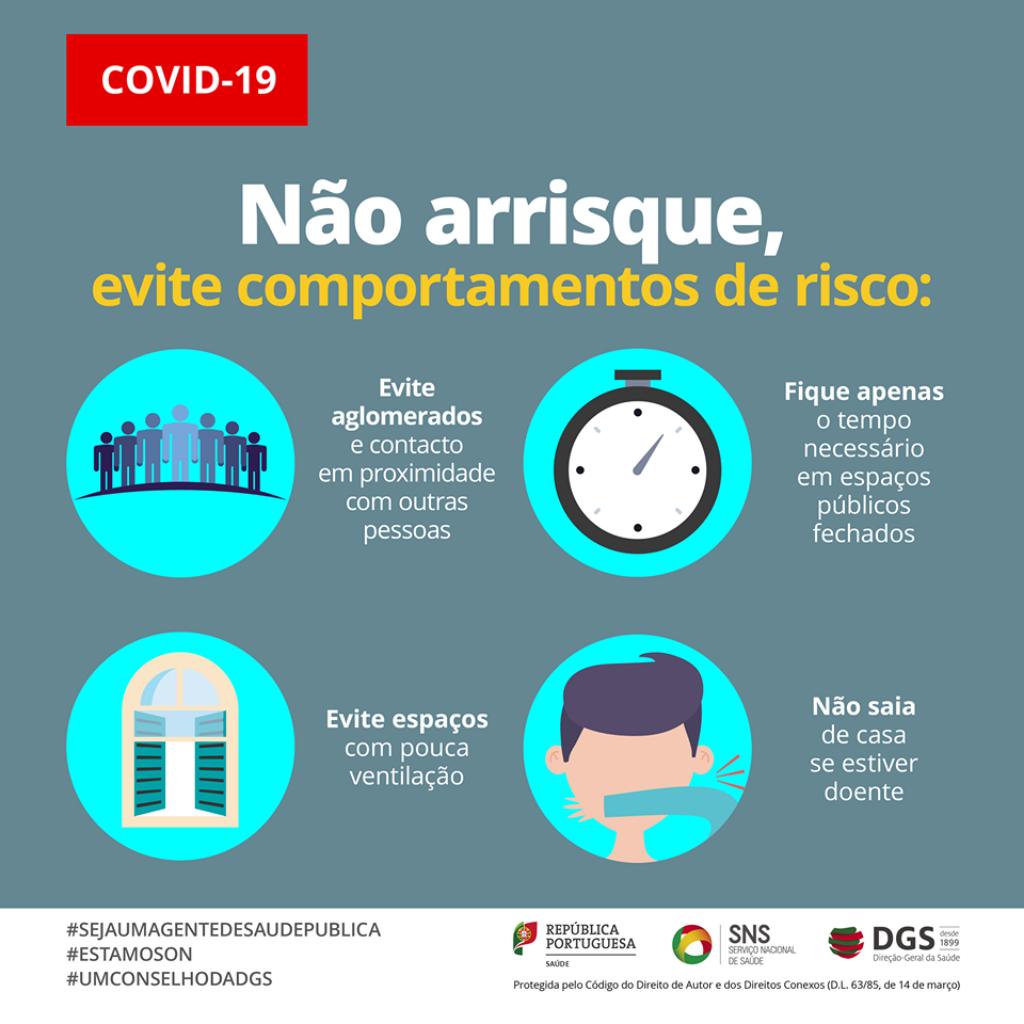 COVID-19
Não arrisque,
evite comportamentos de risco:
Evite
aglomerados
e contacto
em proximidade
com outras
pessoas
Fique apenas
o tempo
necessário
em espaços
públicos
fechados
Evite espaços
com pouca
ventilação
Não saia
de casa
se estiver
doente
#SEJAUMAGENTEDESAUDEPUBLICA
#ESTAMOSON
#UMCONSELHODADGS
REPÚBLICA
PORTUGUESA
SAÚDE
SNS
SERVIÇO NACIONAL
DE SAÚDE
DGS
desde
1899
Direção-Geral da Saúde
Protegida pelo Código do Direito de Autor e dos Direitos Conexos (D.L. 63/85, de 14 de março)